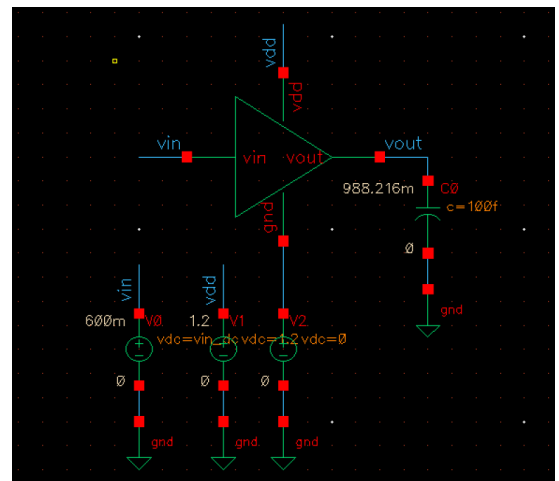 vdd
vdd
vin
vin
vout
vout
gnd
988.216m
C0
c=100f
0
gnd
vin
vdd
600m
V0
1.2
V1
V2
vdc=vin_dc
vdc=1.2
vdc=0
0
0
0
gnd
gnd
gnd